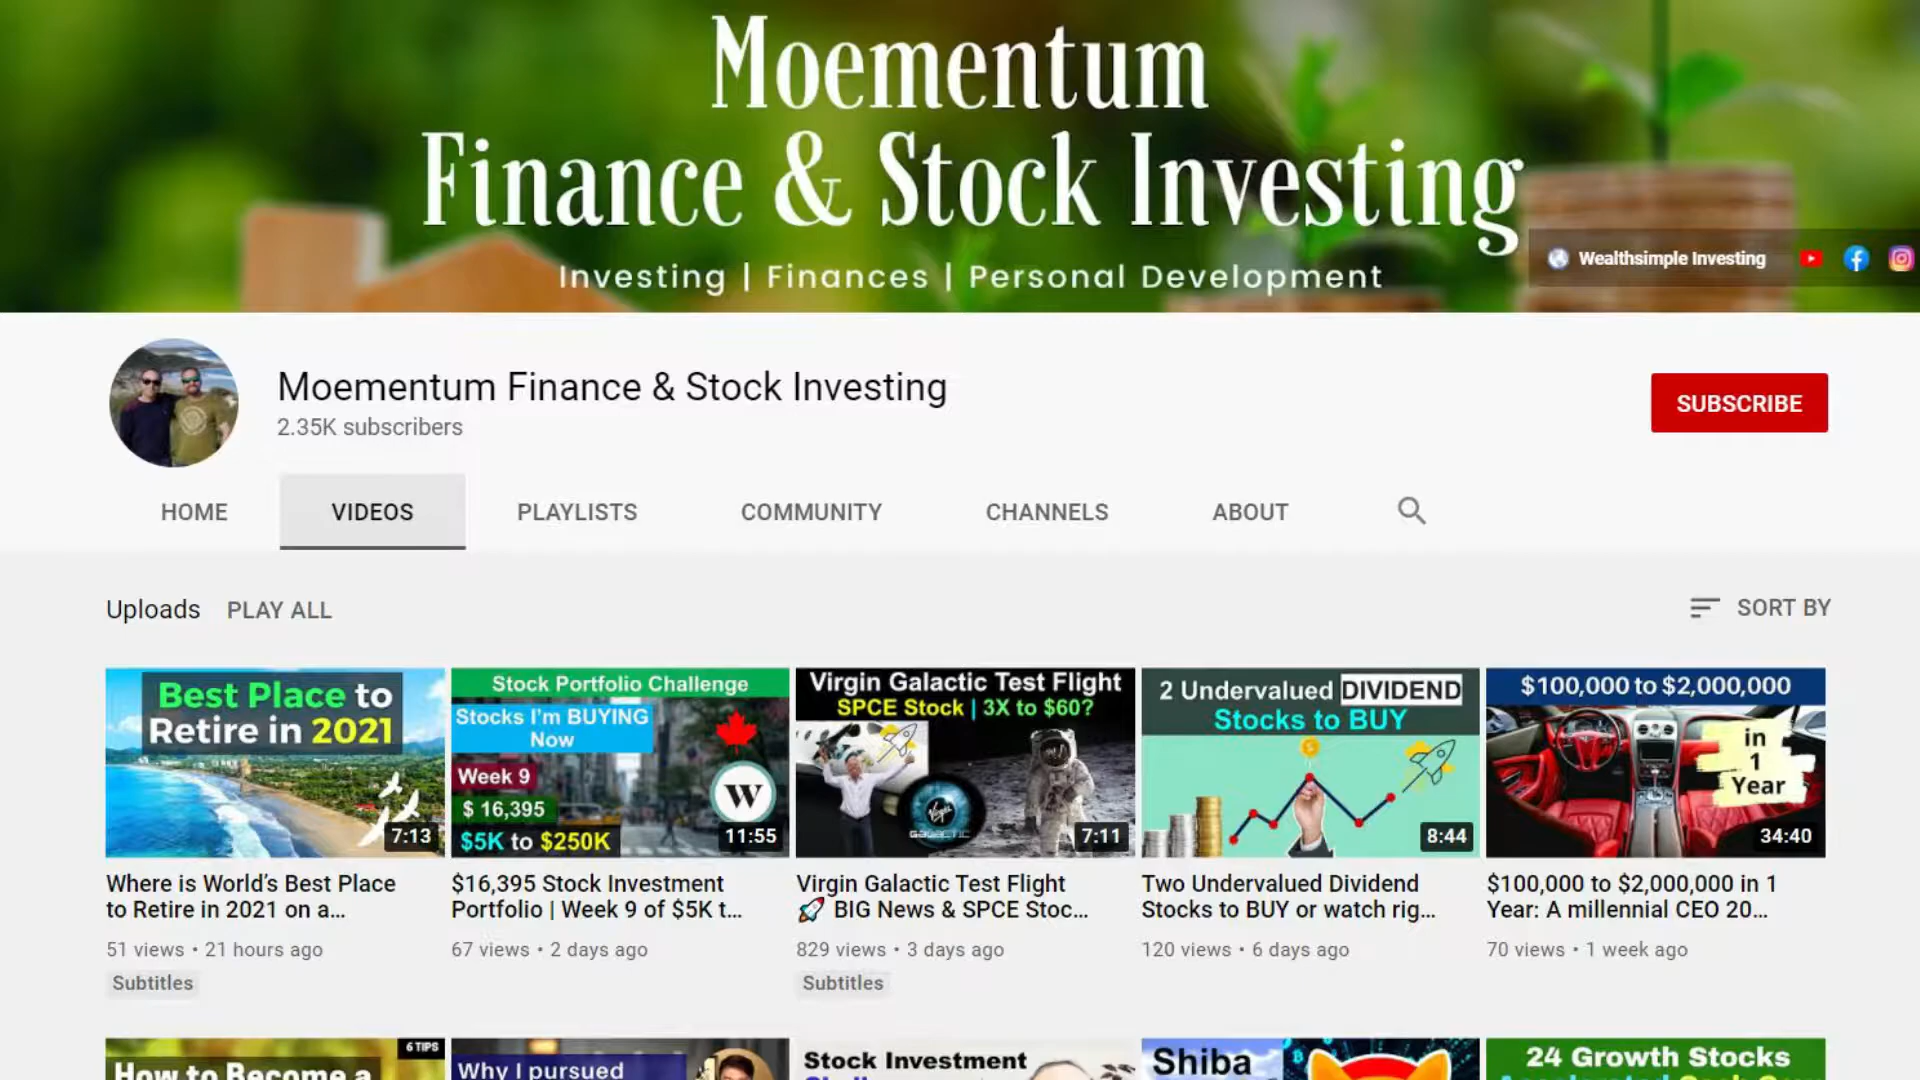 Moementum
Finance & Stock Investing
Investing | Finances | Personal Development
Wealthsimple Investing
Moementum Finance & Stock Investing
2.35K subscribers
SUBSCRIBE
HOME
VIDEOS
PLAYLISTS
COMMUNITY
CHANNELS
ABOUT
Uploads
PLAY ALL
SORT BY
Best Place to
Retire in 2021
7:13
Where is World’s Best Place
to Retire in 2021 on a...
51 views • 21 hours ago
Subtitles
Stock Portfolio Challenge
Stocks I'm BUYING
Now
Week 9
$ 16,395
$5K to $250K
W
11:55
$16,395 Stock Investment
Portfolio | Week 9 of $5K t...
67 views • 2 days ago
Virgin Galactic Test Flight
SPCE Stock | 3X to $60?
GALACTIC
7:11
Virgin Galactic Test Flight
🚀 BIG News & SPCE Stoc...
829 views • 3 days ago
Subtitles
2 Undervalued DIVIDEND
Stocks to BUY
8:44
Two Undervalued Dividend
Stocks to BUY or watch rig...
120 views • 6 days ago
$100,000 to $2,000,000
in
1
Year
34:40
$100,000 to $2,000,000 in 1
Year: A millennial CEO 20...
70 views • 1 week ago
6 TIPS
How to Become a
Why I pursued
Stock Investment
Shiba
24 Growth Stocks